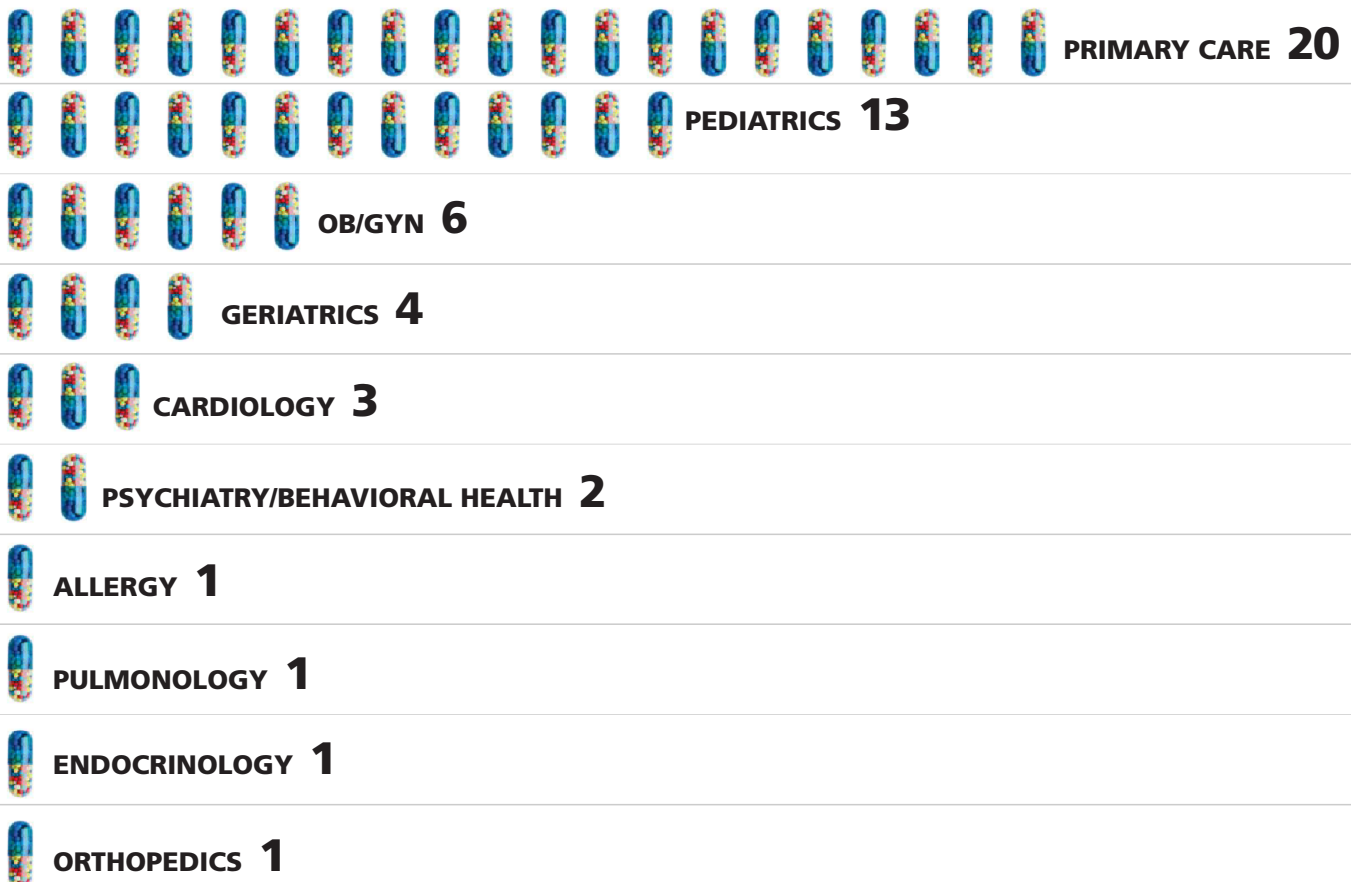 PRIMARY CARE 20
PEDIATRICS 13
OB/GYN 6
GERIATRICS 4
CARDIOLOGY 3
PSYCHIATRY/BEHAVIORAL HEALTH 2
ALLERGY 1
PULMONOLOGY 1
ENDOCRINOLOGY 1
ORTHOPEDICS 1